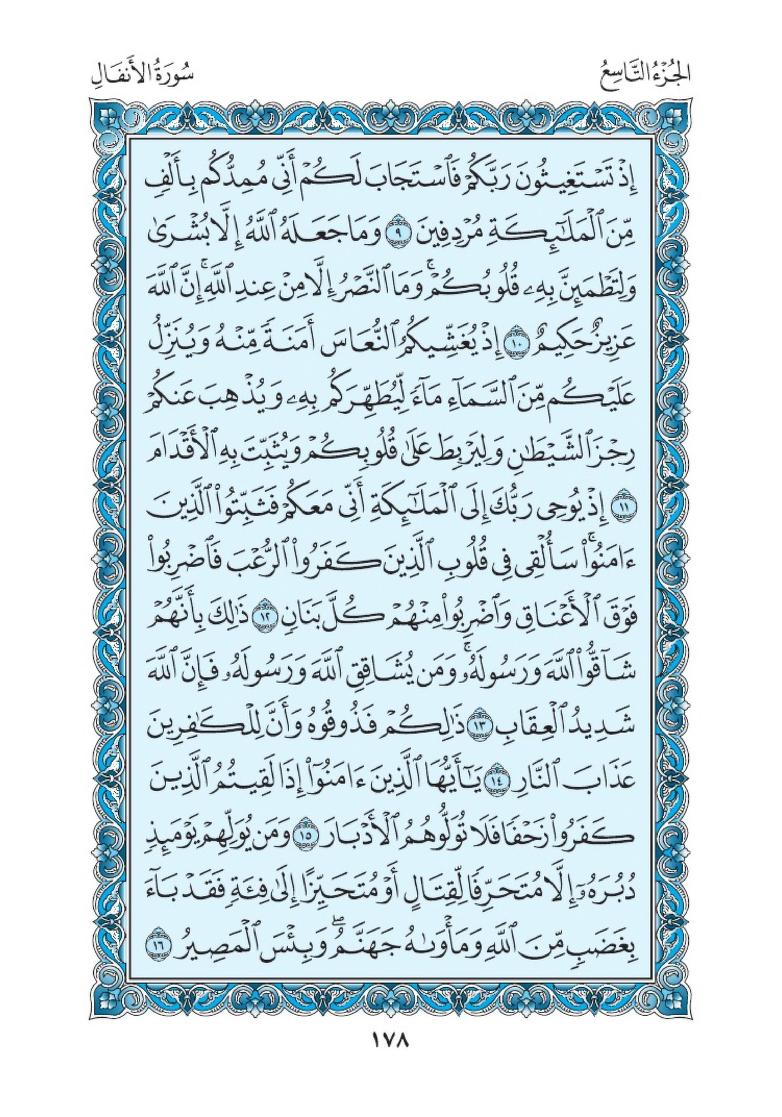 الجُزْءُ التَّاسِعُ
سُورَةُ الأَنفَالِ
إِذْ تَسْتَغِيثُونَ رَبَّكُمْ فَٱسْتَجَابَ لَكُمْ أَنِّي مُمِدُّكُم بِأَلْفٍ
مِّنَ ٱلْمَلَٰٓئِكَةِ مُرْدِفِينَ ٩ وَمَا جَعَلَهُ ٱللَّهُ إِلَّا بُشْرَىٰ
وَلِتَطْمَئِنَّ بِهِۦ قُلُوبُكُمْۚ وَمَا ٱلنَّصْرُ إِلَّا مِنْ عِندِ ٱللَّهِۚ إِنَّ ٱللَّهَ
عَزِيزٌ حَكِيمٌ ١٠ إِذْ يُغَشِّيكُمُ ٱلنُّعَاسَ أَمَنَةً مِّنْهُ وَيُنَزِّلُ
عَلَيْكُم مِّنَ ٱلسَّمَآءِ مَآءً لِّيُطَهِّرَكُم بِهِۦ وَيُذْهِبَ عَنكُمْ
رِجْزَ ٱلشَّيْطَٰنِ وَلِيَرْبِطَ عَلَىٰ قُلُوبِكُمْ وَيُثَبِّتَ بِهِ ٱلْأَقْدَامَ
١١ إِذْ يُوحِي رَبُّكَ إِلَى ٱلْمَلَٰٓئِكَةِ أَنِّي مَعَكُمْ فَثَبِّتُوا۟ ٱلَّذِينَ
ءَامَنُوا۟ۚ سَأُلْقِي فِي قُلُوبِ ٱلَّذِينَ كَفَرُوا۟ ٱلرُّعْبَ فَٱضْرِبُوا۟
فَوْقَ ٱلْأَعْنَاقِ وَٱضْرِبُوا۟ مِنْهُمْ كُلَّ بَنَانٍ ١٢ ذَٰلِكَ بِأَنَّهُمْ
شَآقُّوا۟ ٱللَّهَ وَرَسُولَهُۥۚ وَمَن يُشَاقِقِ ٱللَّهَ وَرَسُولَهُۥ فَإِنَّ ٱللَّهَ
شَدِيدُ ٱلْعِقَابِ ١٣ ذَٰلِكُمْ فَذُوقُوهُ وَأَنَّ لِلْكَٰفِرِينَ
عَذَابَ ٱلنَّارِ ١٤ يَٰٓأَيُّهَا ٱلَّذِينَ ءَامَنُوٓا۟ إِذَا لَقِيتُمُ ٱلَّذِينَ
كَفَرُوا۟ زَحْفًا فَلَا تُوَلُّوهُمُ ٱلْأَدْبَارَ ١٥ وَمَن يُوَلِّهِمْ يَوْمَئِذٍ
دُبُرَهُۥٓ إِلَّا مُتَحَرِّفًا لِّقِتَالٍ أَوْ مُتَحَيِّزًا إِلَىٰ فِئَةٍ فَقَدْ بَآءَ
بِغَضَبٍ مِّنَ ٱللَّهِ وَمَأْوَىٰهُ جَهَنَّمُۖ وَبِئْسَ ٱلْمَصِيرُ ١٦
١٧٨